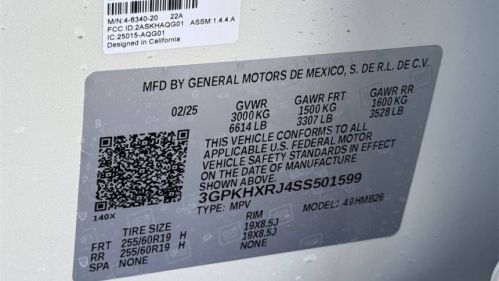 M/N:4-6340-20 22A
FCC ID:2ASKHAQG01 ASSM:1.4.4.A
IC:25015-AQG01
Designed in California
MFD BY GENERAL MOTORS DE MEXICO, S. DE R.L. DE C.V.
02/25 GVWR GAWR FRT GAWR RR
3000 KG 1500 KG 1600 KG
6614 LB 3307 LB 3528 LB
THIS VEHICLE CONFORMS TO ALL
APPLICABLE U.S. FEDERAL MOTOR
VEHICLE SAFETY STANDARDS IN EFFECT ON
THE DATE OF MANUFACTURE SHOWN ABOVE.
3GPKHXRJ4SS501599
140X TYPE: MPV MODEL: 49HMB26
TIRE SIZE RIM
FRT 255/60R19 H 19X8.5J
RR 255/60R19 H 19X8.5J
SPA NONE NONE